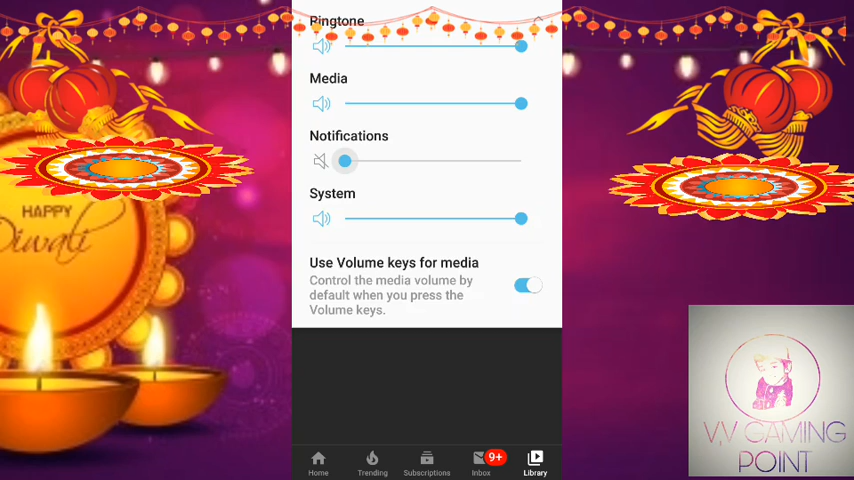 Ringtone
Media
Notifications
System
Use Volume keys for media
Control the media volume by
default when you press the
Volume keys.
Home
Trending
Subscriptions
Inbox
9+
Library
HAPPY
Diwali
V,V GAMING
POINT